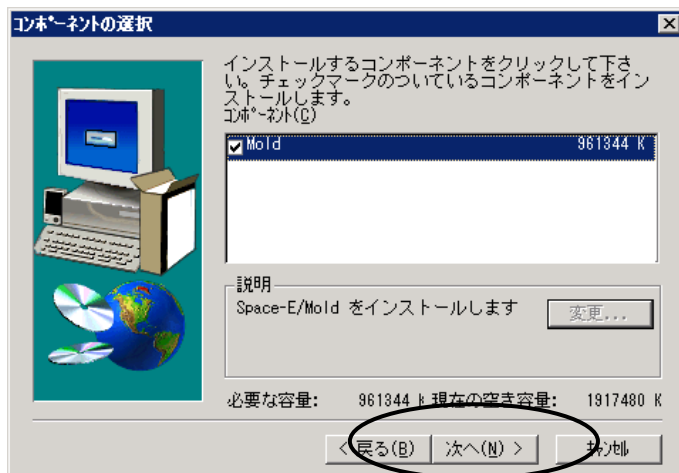 コンポーネントの選択
インストールするコンポーネントをクリックして下さ
い。チェックマークのついているコンポーネントをイン
ストールします。
コンポーネント(C)
Mold 961344 K
説明
Space-E/Mold をインストールします
変更...
必要な容量: 961344 K 現在の空き容量: 1917480 K
< 戻る(B) 次へ(N) > キャンセル